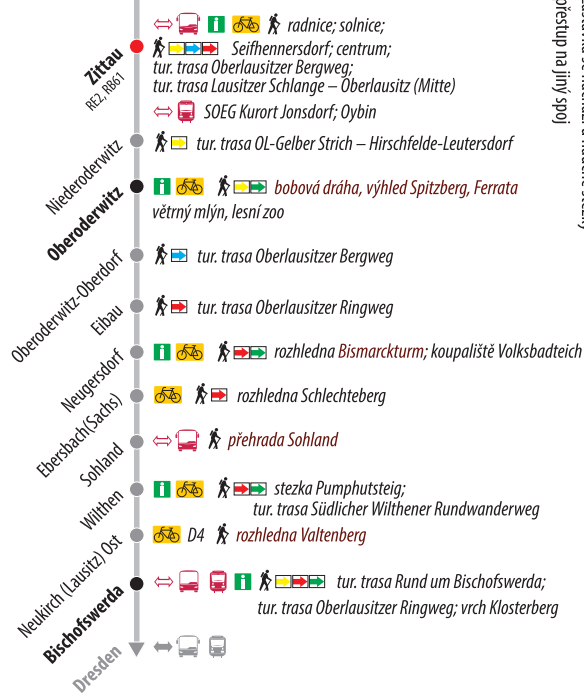 radnice; solnice;
Zittau
RE2, RB61
Seifhennersdorf; centrum;
tur. trasa Oberlausitzer Bergweg;
tur. trasa Lausitzer Schlange – Oberlausitz (Mitte)
SOEG Kurort Jonsdorf; Oybin
Niederoderwitz
tur. trasa OL-Gelber Strich – Hirschfelde-Leutersdorf
Oberoderwitz
bobová dráha, výhled Spitzberg, Ferrata
větrný mlýn, lesní zoo
Oberoderwitz-Oberdorf
tur. trasa Oberlausitzer Bergweg
Eibau
tur. trasa Oberlausitzer Ringweg
Neugersdorf
rozhledna Bismarckturm; koupaliště Volksbadteich
Ebersbach(Sachs)
rozhledna Schlechteberg
Sohland
přehrada Sohland
Wilthen
stezka Pumphutsteig;
tur. trasa Südlicher Wilthener Rundwanderweg
Neukirch (Lausitz) Ost
D4 rozhledna Valtenberg
Bischofswerda
tur. trasa Rund um Bischofswerda;
tur. trasa Oberlausitzer Ringweg; vrch Klosterberg
Dresden
přestup na jiný spoj